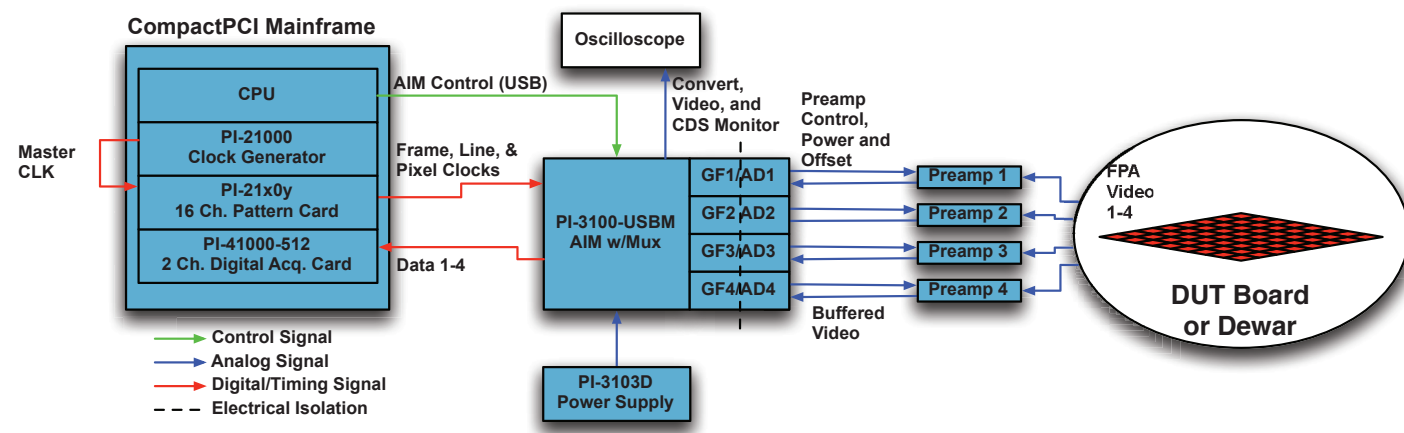 CompactPCI Mainframe
CPU
PI-21000
Clock Generator
PI-21x0y
16 Ch. Pattern Card
PI-41000-512
2 Ch. Digital Acq. Card
Master
CLK
AIM Control (USB)
Frame, Line, &
Pixel Clocks
Data 1-4
Oscilloscope
Convert,
Video, and
CDS Monitor
PI-3100-USBM
AIM w/Mux
GF1/AD1
GF2/AD2
GF3/AD3
GF4/AD4
Preamp
Control,
Power and
Offset
Buffered
Video
Preamp 1
Preamp 2
Preamp 3
Preamp 4
FPA
Video
1-4
DUT Board
or Dewar
PI-3103D
Power Supply
Control Signal
Analog Signal
Digital/Timing Signal
Electrical Isolation